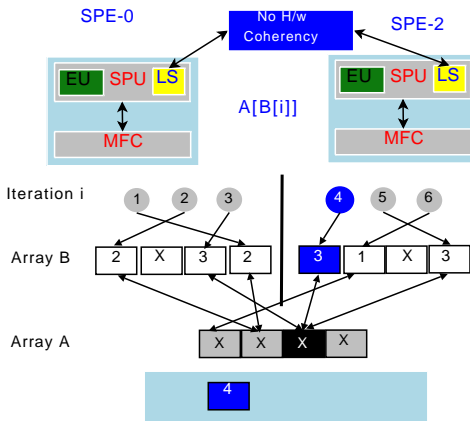 SPE-0 No H/w Coherency SPE-2
EU SPU LS EU SPU LS
MFC A[B[i]] MFC
Iteration i 1 2 3 4 5 6
Array B 2 X 3 2 3 1 X 3
Array A X X X X
4